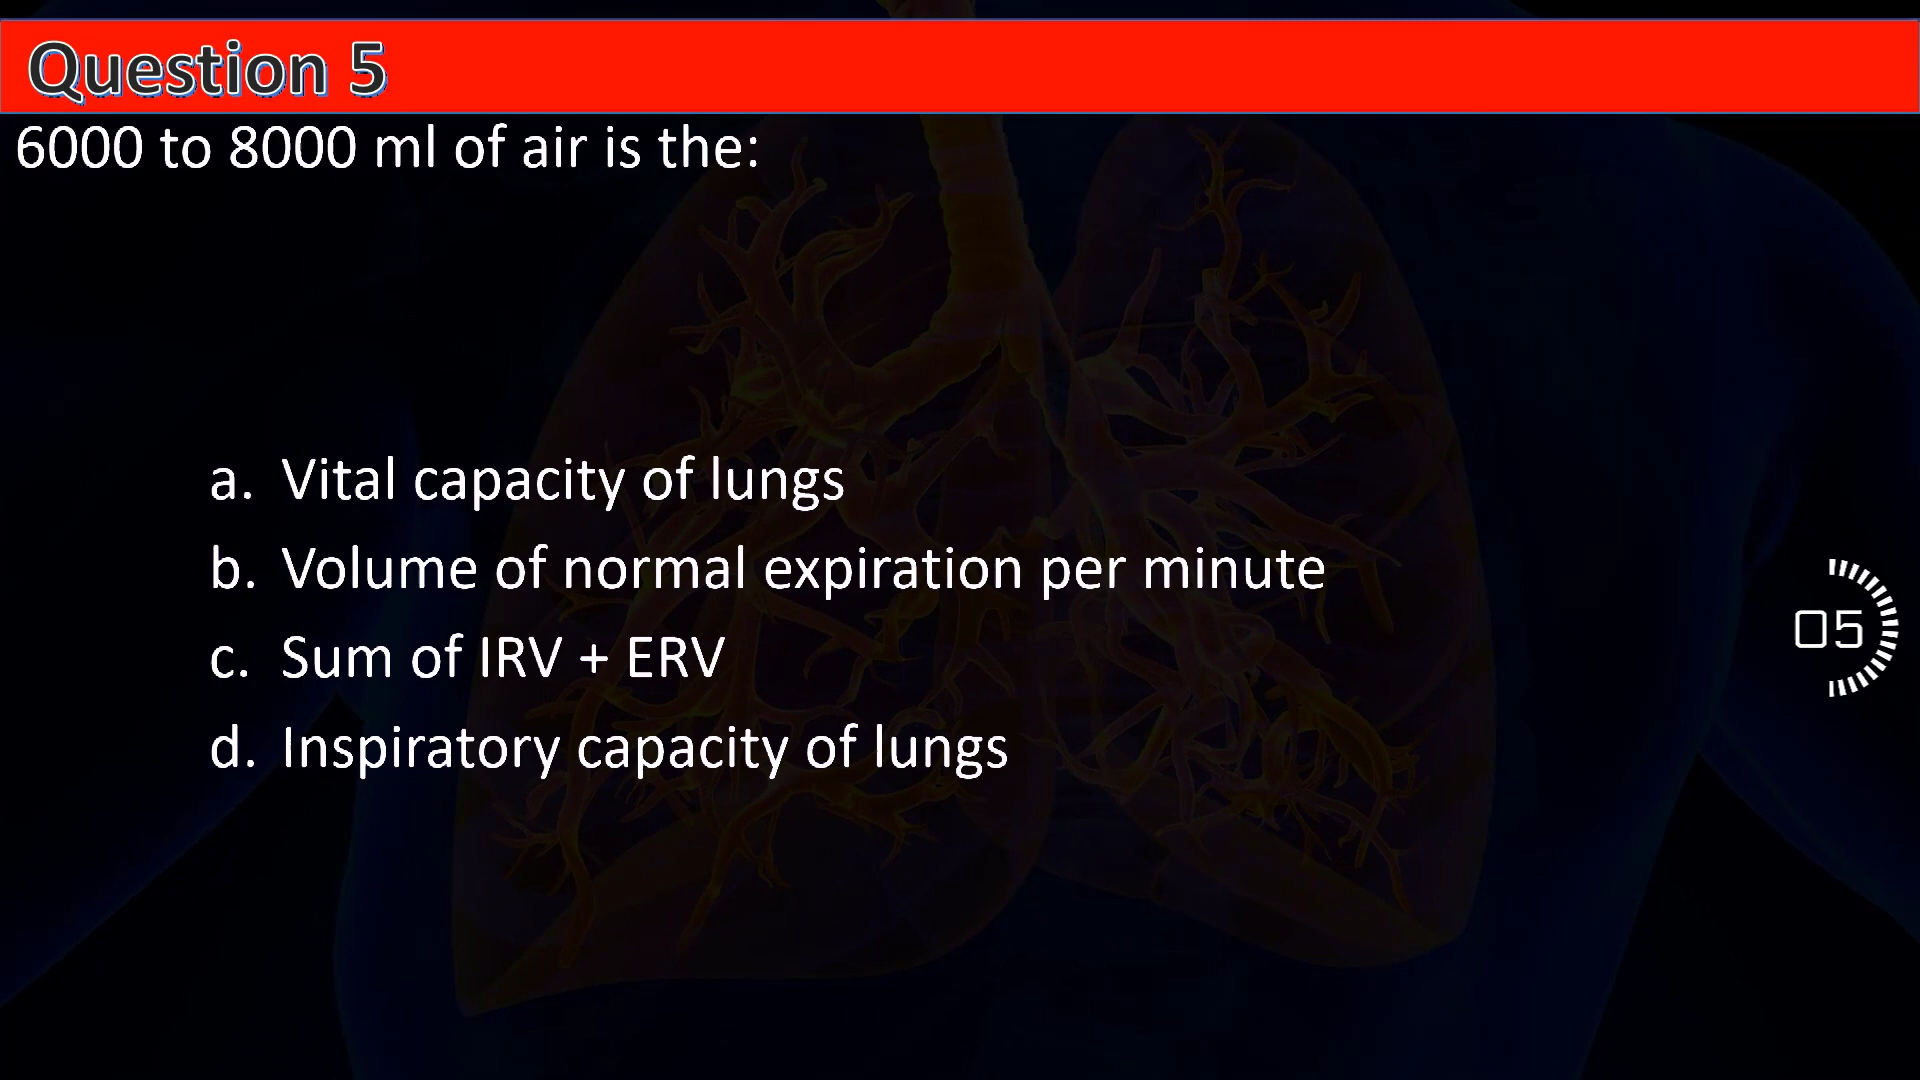 Question 5
6000 to 8000 ml of air is the:
a. Vital capacity of lungs
b. Volume of normal expiration per minute
c. Sum of IRV + ERV
d. Inspiratory capacity of lungs
05